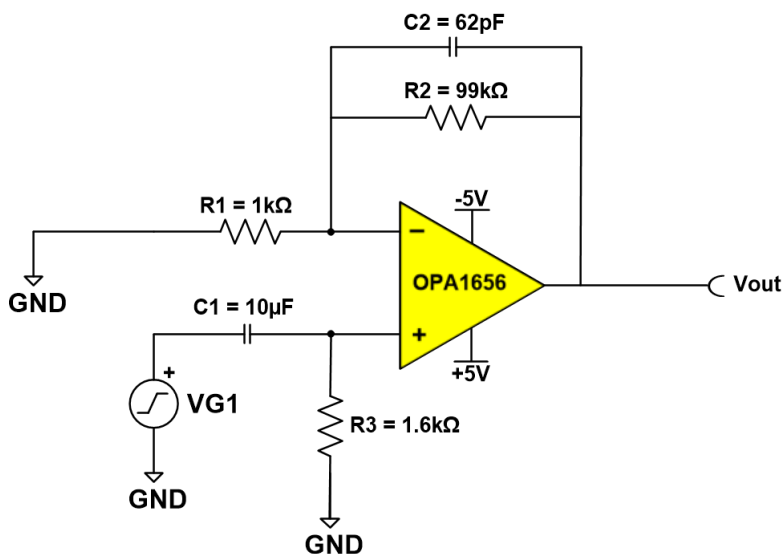 C2 = 62pF
R2 = 99kΩ
R1 = 1kΩ
-5V
−
OPA1656
Vout
GND
C1 = 10µF
+
+5V
+
VG1
R3 = 1.6kΩ
GND
GND